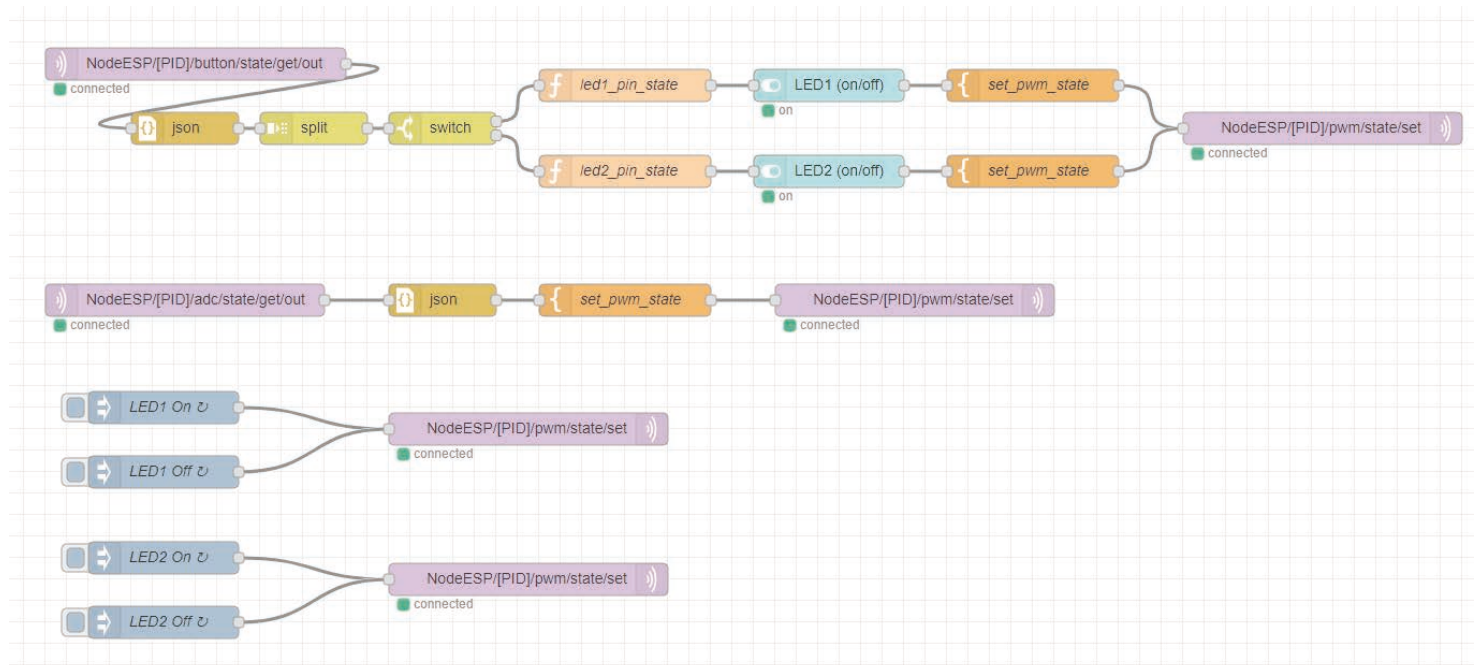 NodeESP/[PID]/button/state/get/out
connected
json
split
switch
led1_pin_state
LED1 (on/off)
on
set_pwm_state
led2_pin_state
LED2 (on/off)
on
set_pwm_state
NodeESP/[PID]/pwm/state/set
connected
NodeESP/[PID]/adc/state/get/out
connected
json
set_pwm_state
NodeESP/[PID]/pwm/state/set
connected
LED1 On ↻
LED1 Off ↻
NodeESP/[PID]/pwm/state/set
connected
LED2 On ↻
LED2 Off ↻
NodeESP/[PID]/pwm/state/set
connected